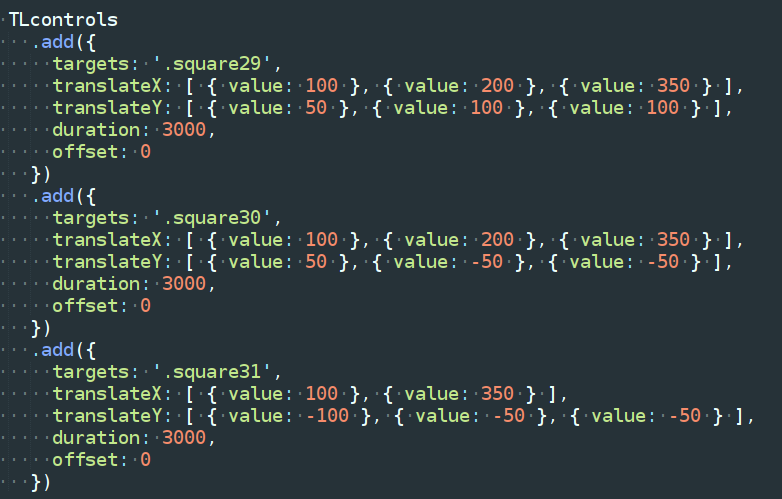 TLcontrols
.add({
targets: '.square29',
translateX: [ { value: 100 }, { value: 200 }, { value: 350 } ],
translateY: [ { value: 50 }, { value: 100 }, { value: 100 } ],
duration: 3000,
offset: 0
})
.add({
targets: '.square30',
translateX: [ { value: 100 }, { value: 200 }, { value: 350 } ],
translateY: [ { value: 50 }, { value: -50 }, { value: -50 } ],
duration: 3000,
offset: 0
})
.add({
targets: '.square31',
translateX: [ { value: 100 }, { value: 350 } ],
translateY: [ { value: -100 }, { value: -50 }, { value: -50 } ],
duration: 3000,
offset: 0
})